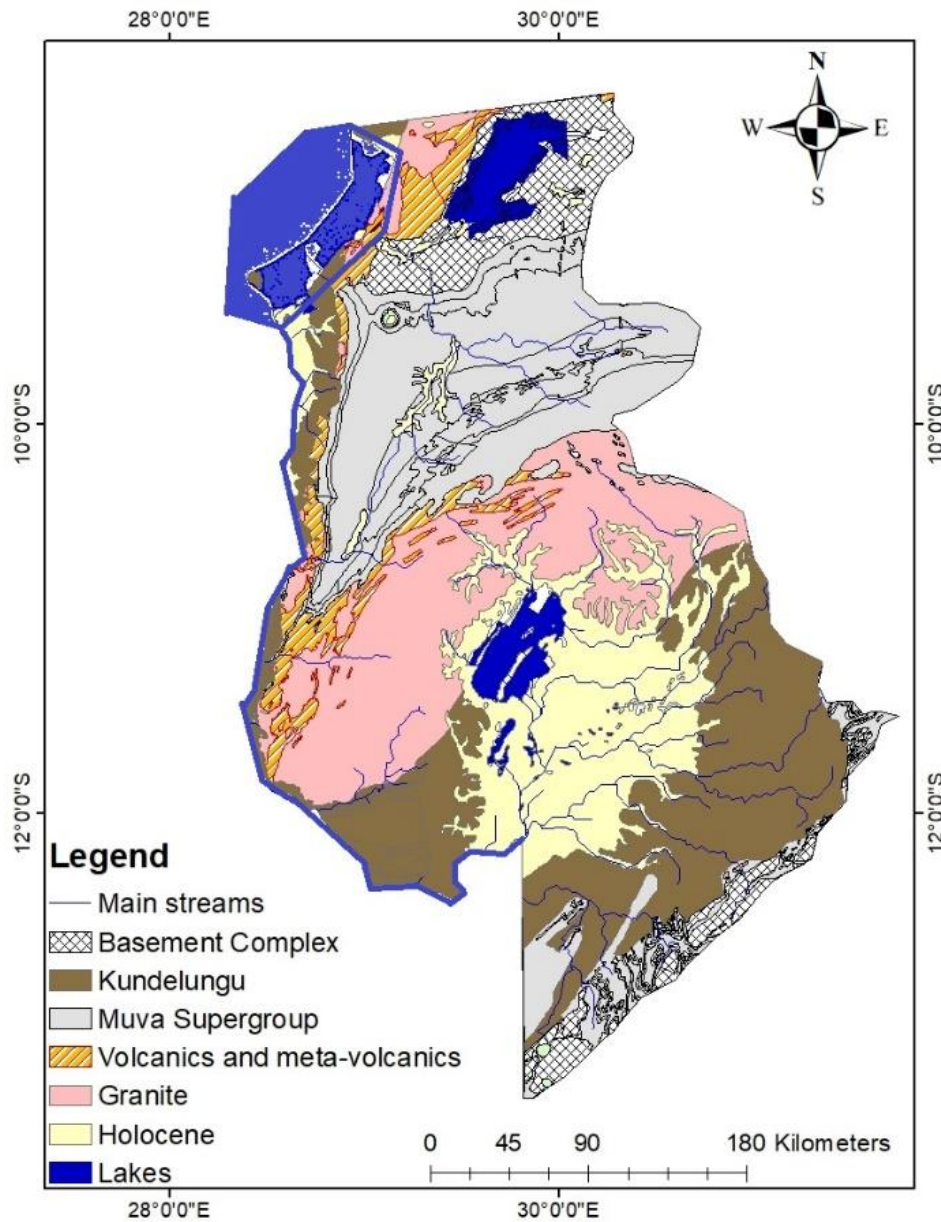 28°0'0"E 30°0'0"E
N
W E
S
10°0'0"S 10°0'0"S
12°0'0"S 12°0'0"S
Legend
Main streams
Basement Complex
Kundelungu
Muva Supergroup
Volcanics and meta-volcanics
Granite
Holocene
Lakes
0 45 90 180 Kilometers
28°0'0"E 30°0'0"E